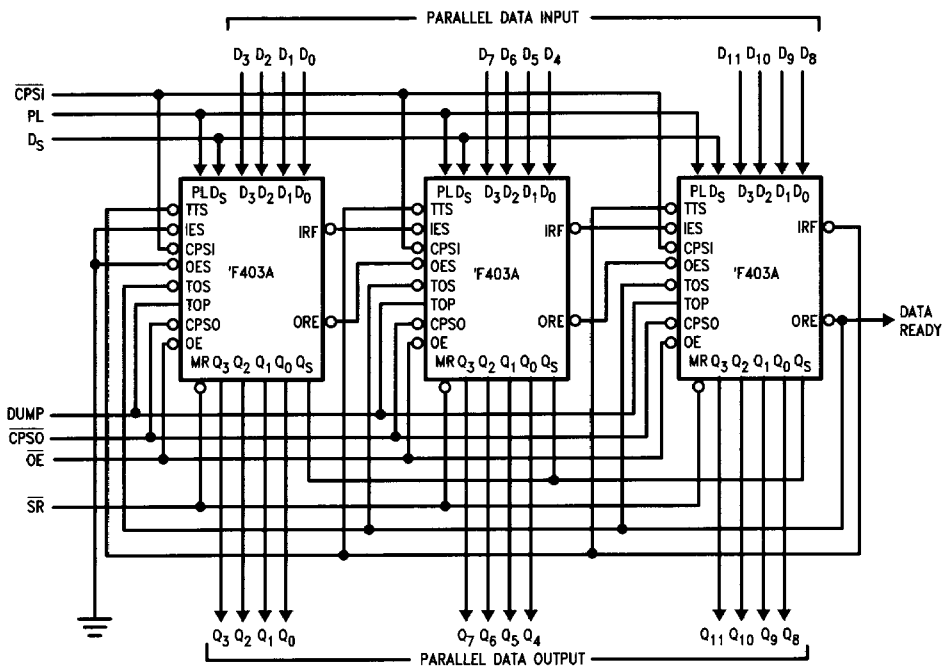 PARALLEL DATA INPUT
D3 D2 D1 D0 D7 D6 D5 D4 D11 D10 D9 D8
C̅P̅S̅I̅
PL
DS
PL DS D3 D2 D1 D0
TTS
IES
CPSI
OES
TOS
TOP
CPSO
OE
IRF
'F403A
ORE
MR Q3 Q2 Q1 Q0 QS
PL DS D3 D2 D1 D0
TTS
IES
CPSI
OES
TOS
TOP
CPSO
OE
IRF
'F403A
ORE
MR Q3 Q2 Q1 Q0 QS
PL DS D3 D2 D1 D0
TTS
IES
CPSI
OES
TOS
TOP
CPSO
OE
IRF
'F403A
ORE
MR Q3 Q2 Q1 Q0 QS
DATA
READY
DUMP
C̅P̅S̅O̅
O̅E̅
S̅R̅
Q3 Q2 Q1 Q0 Q7 Q6 Q5 Q4 Q11 Q10 Q9 Q8
PARALLEL DATA OUTPUT